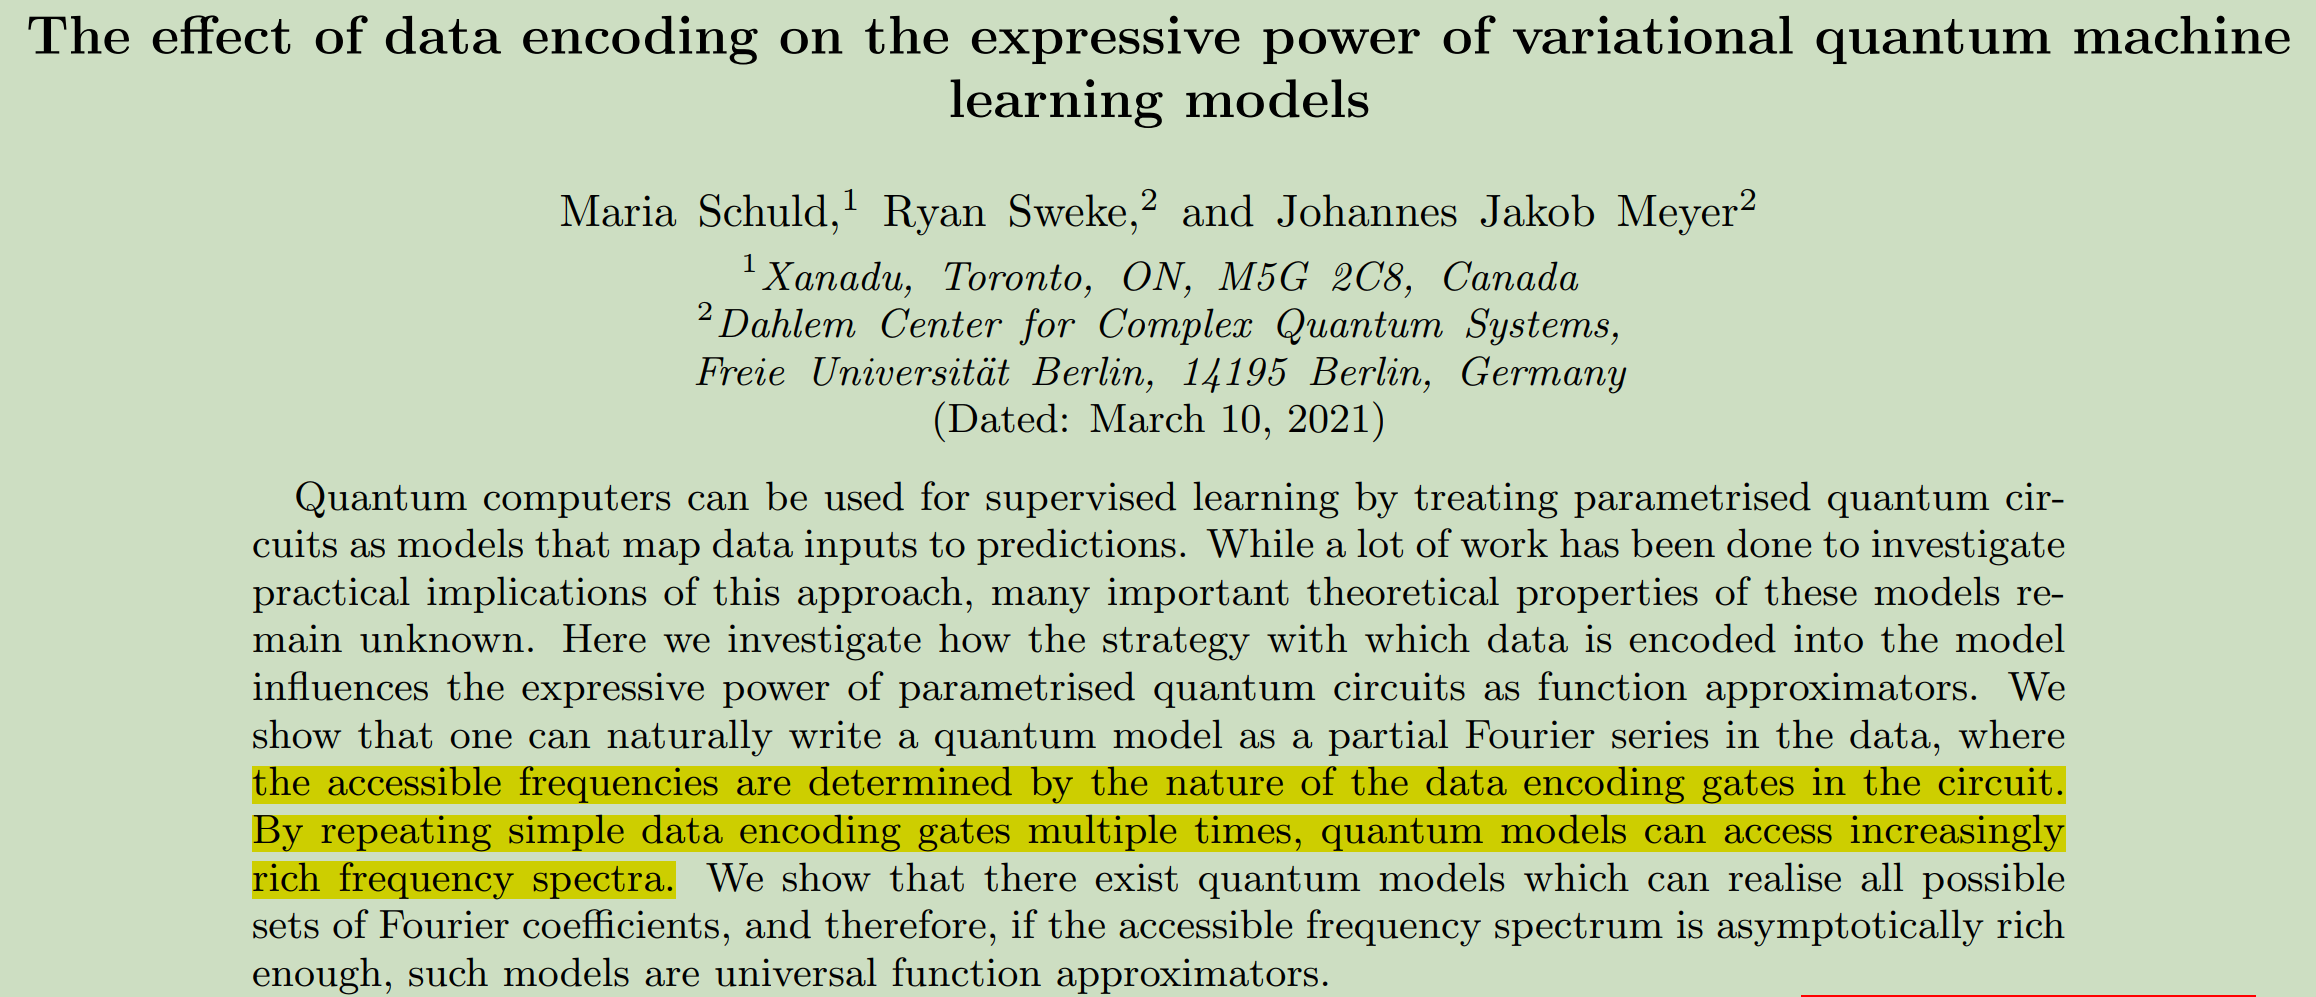 The effect of data encoding on the expressive power of variational quantum machine
learning models
Maria Schuld,1 Ryan Sweke,2 and Johannes Jakob Meyer2
1Xanadu, Toronto, ON, M5G 2C8, Canada
2Dahlem Center for Complex Quantum Systems,
Freie Universität Berlin, 14195 Berlin, Germany
(Dated: March 10, 2021)
Quantum computers can be used for supervised learning by treating parametrised quantum cir-
cuits as models that map data inputs to predictions. While a lot of work has been done to investigate
practical implications of this approach, many important theoretical properties of these models re-
main unknown. Here we investigate how the strategy with which data is encoded into the model
influences the expressive power of parametrised quantum circuits as function approximators. We
show that one can naturally write a quantum model as a partial Fourier series in the data, where
the accessible frequencies are determined by the nature of the data encoding gates in the circuit.
By repeating simple data encoding gates multiple times, quantum models can access increasingly
rich frequency spectra. We show that there exist quantum models which can realise all possible
sets of Fourier coefficients, and therefore, if the accessible frequency spectrum is asymptotically rich
enough, such models are universal function approximators.